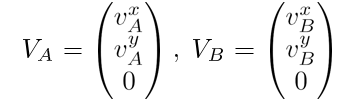 $V_A = \begin{pmatrix} v_A^x \\ v_A^y \\ 0 \end{pmatrix}, \; V_B = \begin{pmatrix} v_B^x \\ v_B^y \\ 0 \end{pmatrix}$